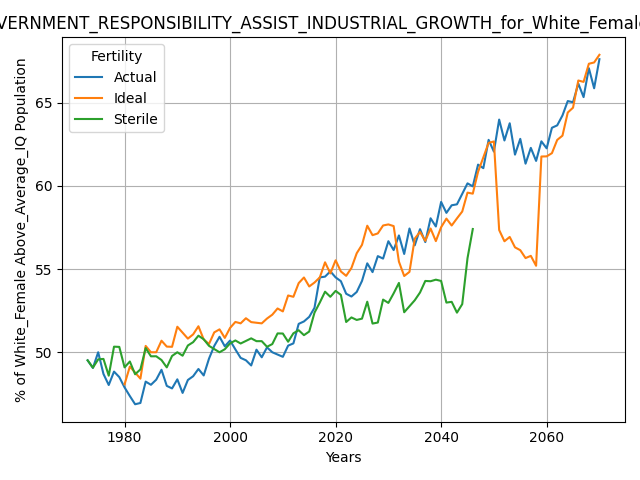 VERNMENT_RESPONSIBILITY_ASSIST_INDUSTRIAL_GROWTH_for_White_Female
Fertility
Actual
Ideal
Sterile
% of White_Female Above_Average_IQ Population
65
60
55
50
1980 2000 2020 2040 2060
Years